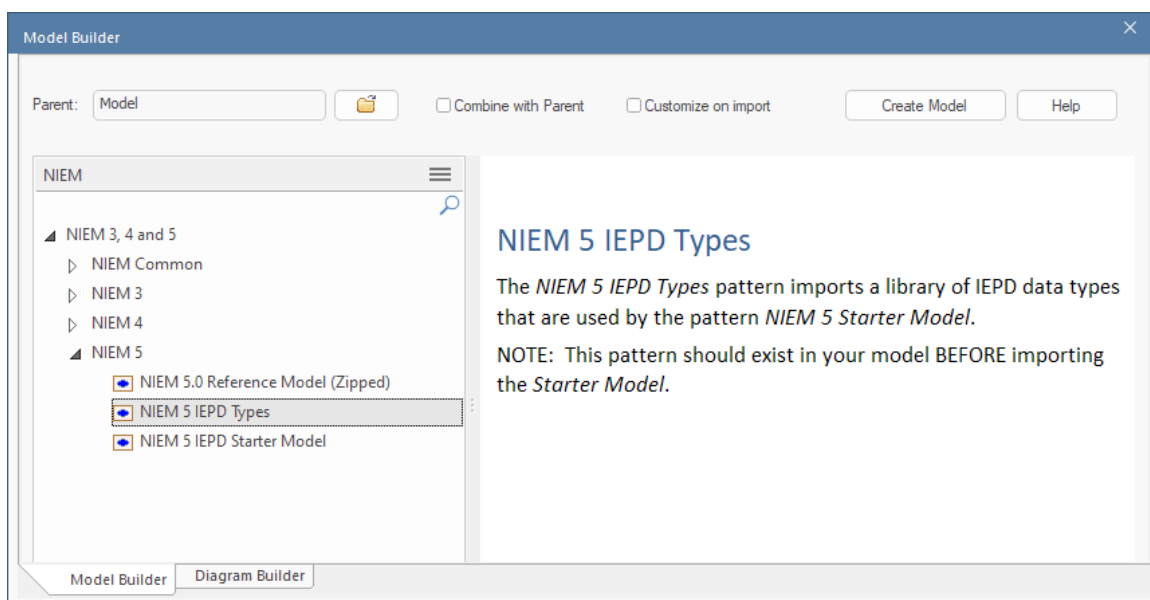 Model Builder
Parent:
Model
Combine with Parent
Customize on import
Create Model
Help
NIEM
NIEM 3, 4 and 5
NIEM Common
NIEM 3
NIEM 4
NIEM 5
NIEM 5.0 Reference Model (Zipped)
NIEM 5 IEPD Types
NIEM 5 IEPD Starter Model
NIEM 5 IEPD Types
The NIEM 5 IEPD Types pattern imports a library of IEPD data types
that are used by the pattern NIEM 5 Starter Model.
NOTE: This pattern should exist in your model BEFORE importing
the Starter Model.
Model Builder
Diagram Builder